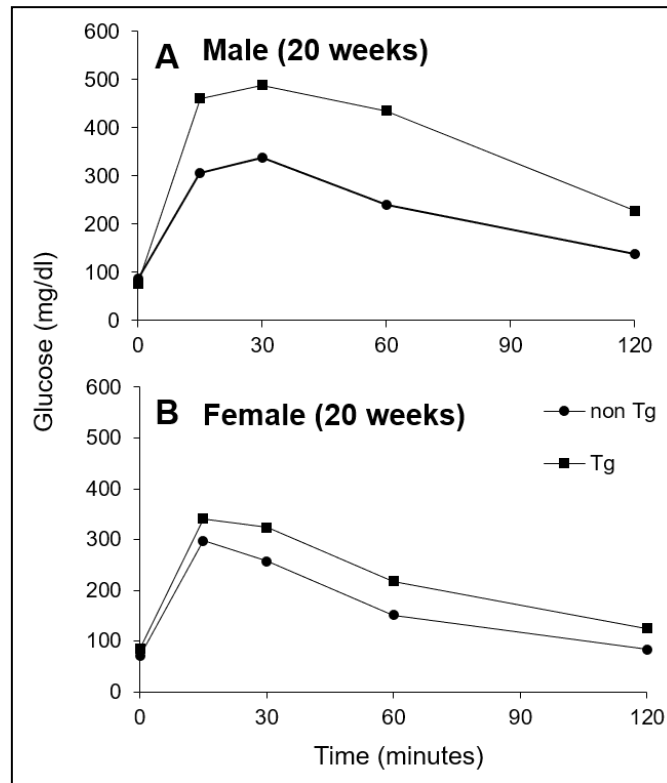 A Male (20 weeks)
600
500
400
300
200
100
0
0 30 60 90 120
Glucose (mg/dl)
B Female (20 weeks)
non Tg
Tg
600
500
400
300
200
100
0
0 30 60 90 120
Time (minutes)